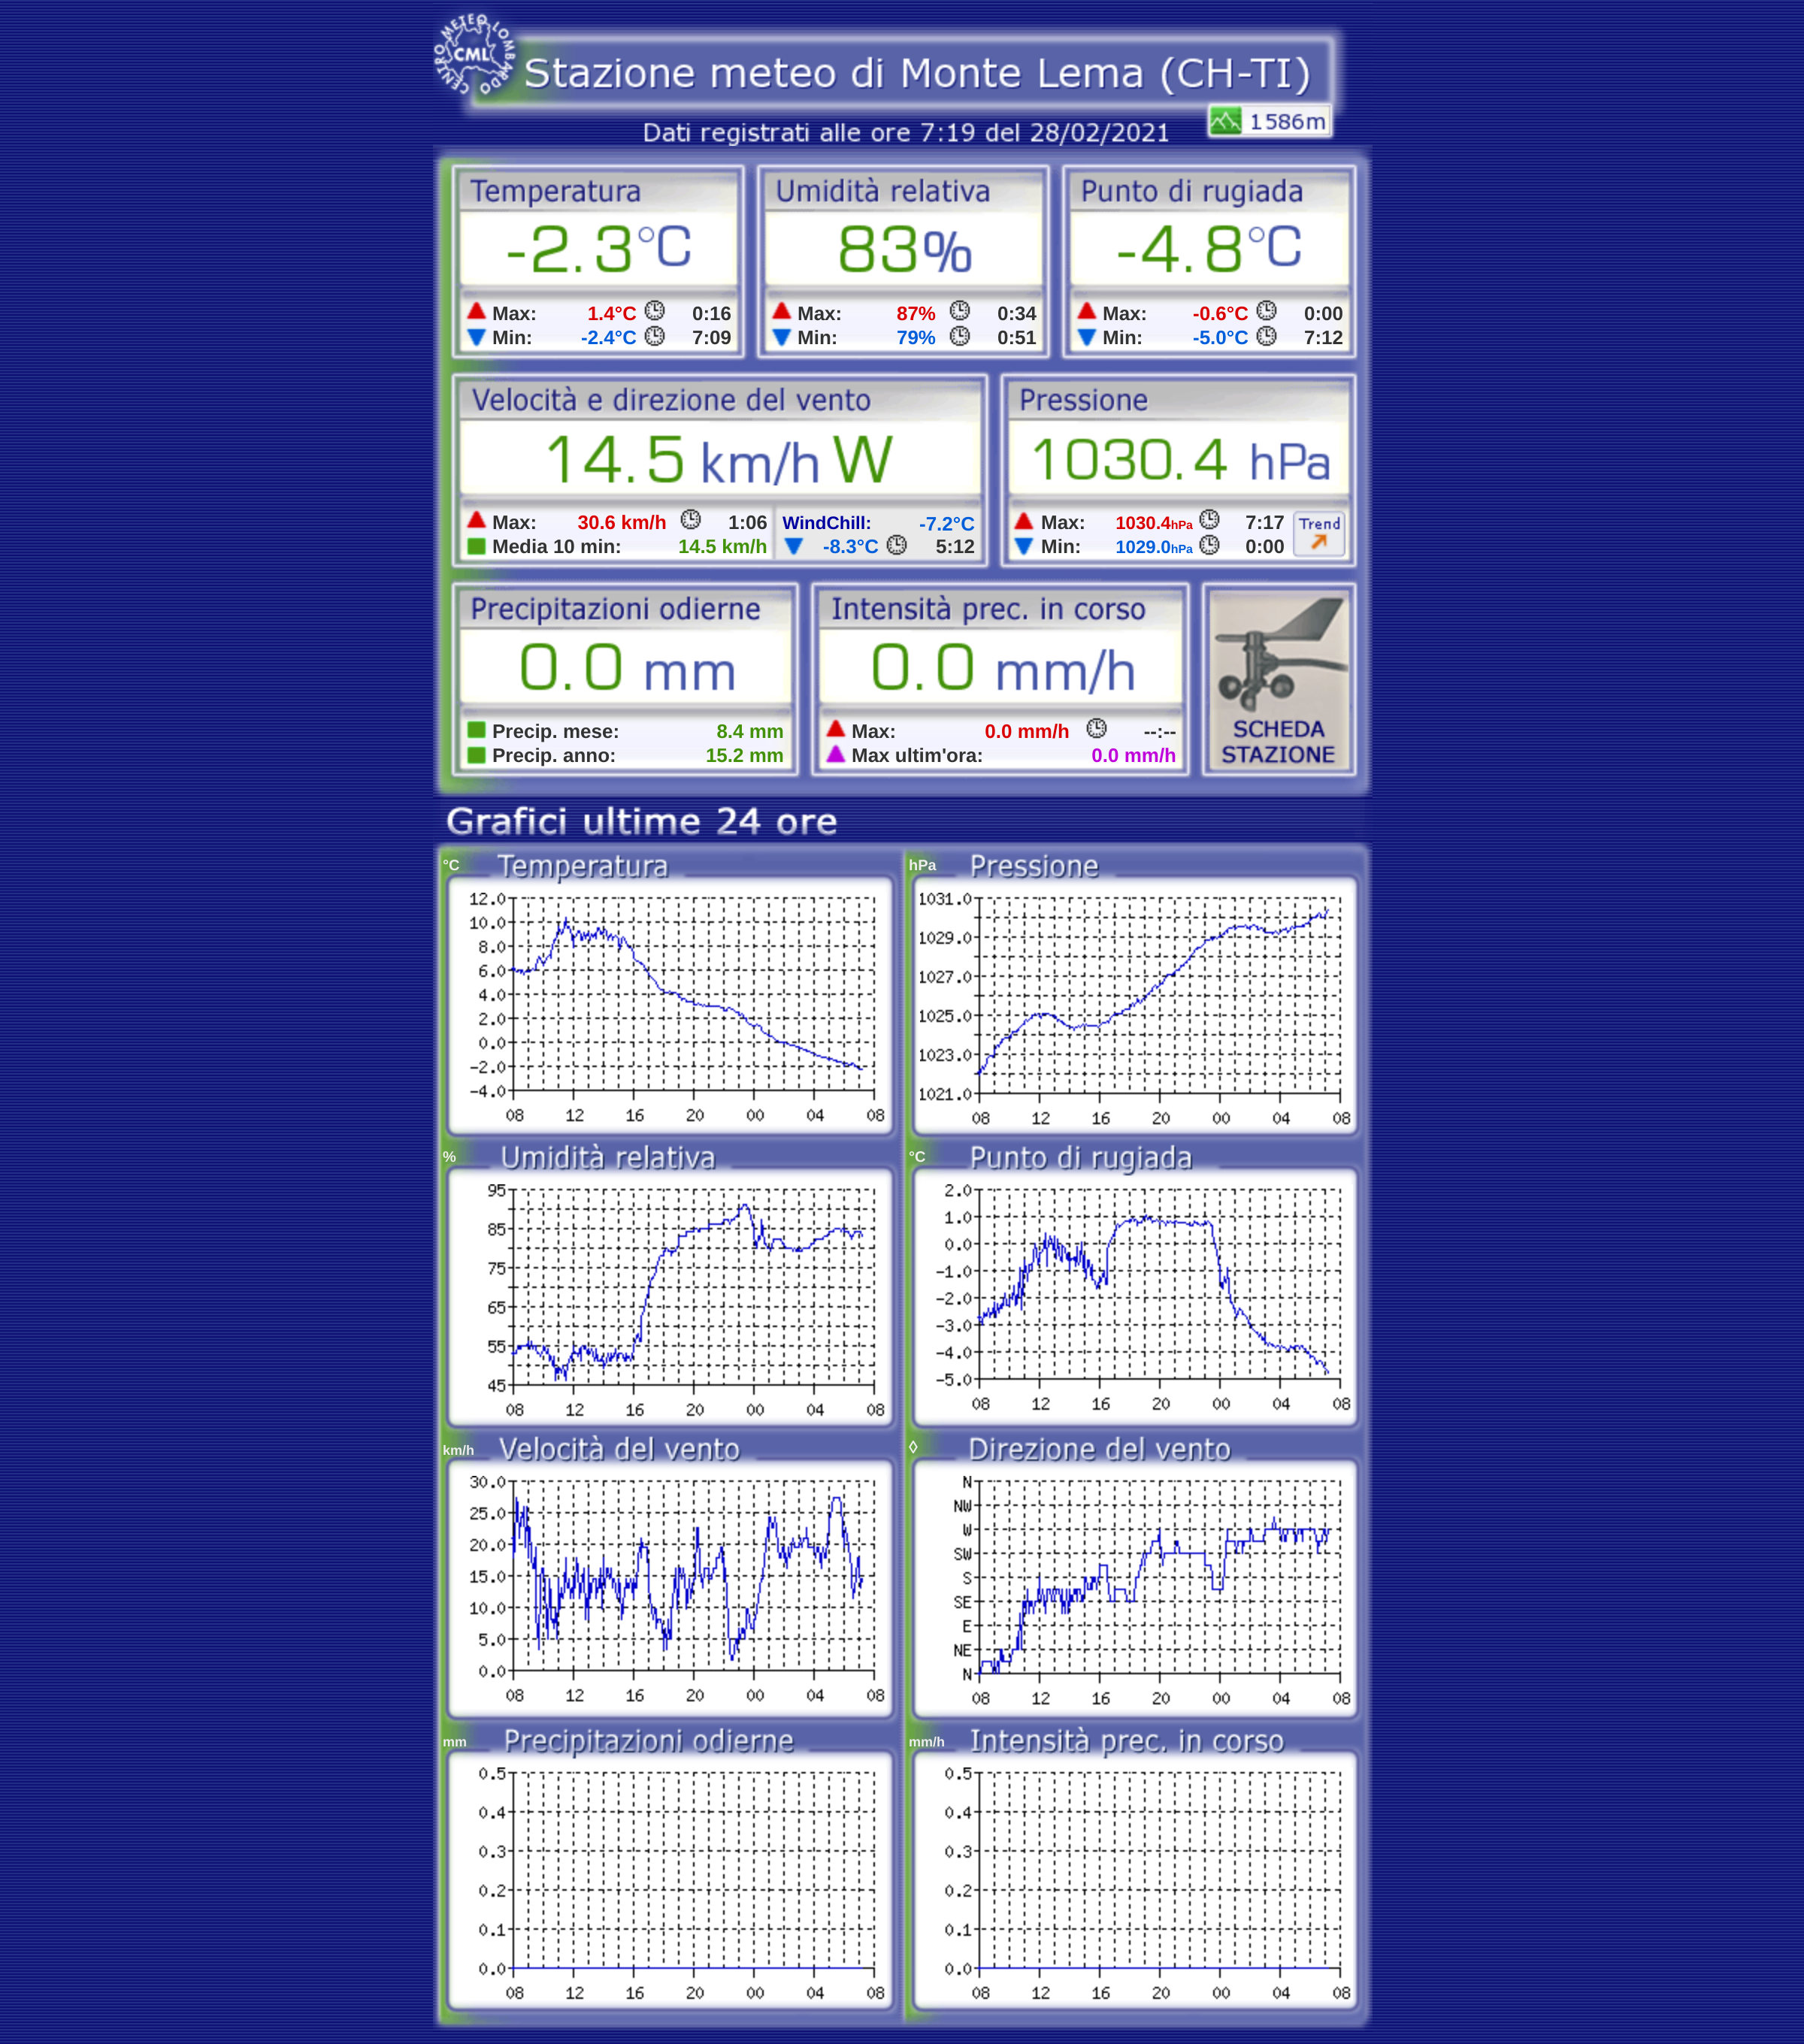 CENTRO METEO LOMBARDO
CML
Stazione meteo di Monte Lema (CH-TI)
1586m
Dati registrati alle ore 7:19 del 28/02/2021
Temperatura
-2.3°C
Max: 1.4°C 0:16
Min: -2.4°C 7:09
Umidità relativa
83%
Max: 87% 0:34
Min: 79% 0:51
Punto di rugiada
-4.8°C
Max: -0.6°C 0:00
Min: -5.0°C 7:12
Velocità e direzione del vento
14.5 km/h W
Max: 30.6 km/h 1:06
Media 10 min: 14.5 km/h
WindChill: -7.2°C
-8.3°C 5:12
Pressione
1030.4 hPa
Max: 1030.4hPa 7:17
Min: 1029.0hPa 0:00
Trend
Precipitazioni odierne
0.0 mm
Precip. mese: 8.4 mm
Precip. anno: 15.2 mm
Intensità prec. in corso
0.0 mm/h
Max: 0.0 mm/h --:--
Max ultim'ora: 0.0 mm/h
SCHEDA
STAZIONE
Grafici ultime 24 ore
°C Temperatura
12.0
10.0
8.0
6.0
4.0
2.0
0.0
-2.0
-4.0
08 12 16 20 00 04 08
hPa Pressione
1031.0
1029.0
1027.0
1025.0
1023.0
1021.0
08 12 16 20 00 04 08
% Umidità relativa
95
85
75
65
55
45
08 12 16 20 00 04 08
°C Punto di rugiada
2.0
1.0
0.0
-1.0
-2.0
-3.0
-4.0
-5.0
08 12 16 20 00 04 08
km/h Velocità del vento
30.0
25.0
20.0
15.0
10.0
5.0
0.0
08 12 16 20 00 04 08
◊ Direzione del vento
N
NW
W
SW
S
SE
E
NE
N
08 12 16 20 00 04 08
mm Precipitazioni odierne
0.5
0.4
0.3
0.2
0.1
0.0
08 12 16 20 00 04 08
mm/h Intensità prec. in corso
0.5
0.4
0.3
0.2
0.1
0.0
08 12 16 20 00 04 08